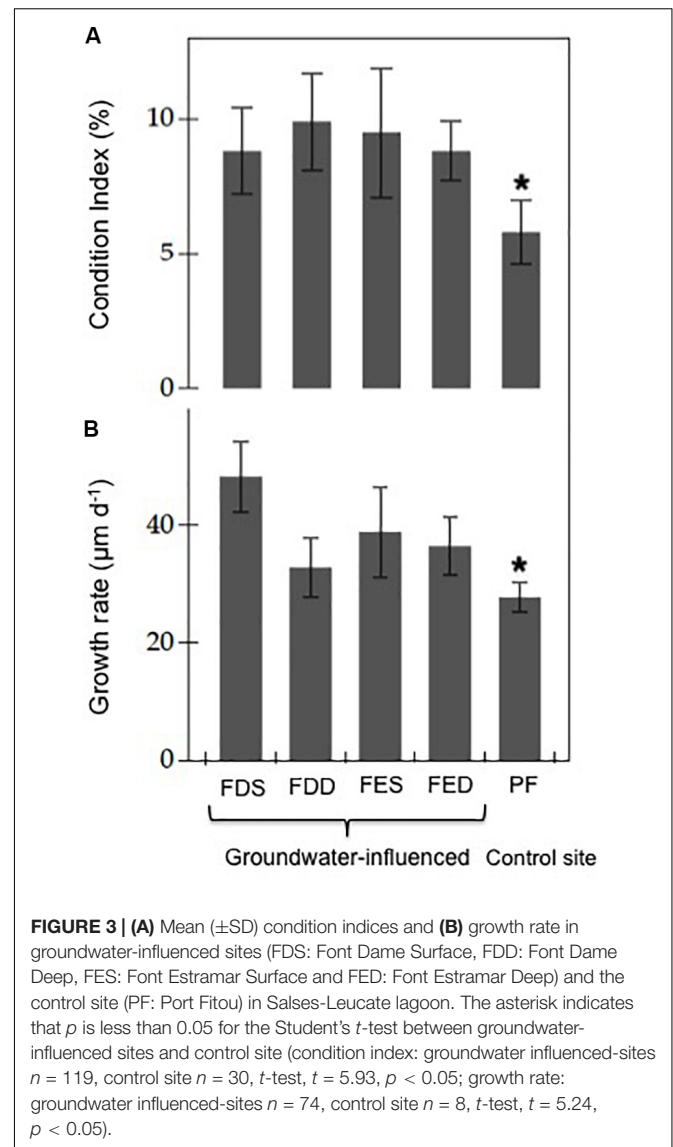 A
Condition Index (%)
10
5
0
*
B
Growth rate (µm d-1)
40
20
0
*
FDS FDD FES FED PF
Groundwater-influenced Control site
FIGURE 3 | (A) Mean (±SD) condition indices and (B) growth rate in
groundwater-influenced sites (FDS: Font Dame Surface, FDD: Font Dame
Deep, FES: Font Estramar Surface and FED: Font Estramar Deep) and the
control site (PF: Port Fitou) in Salses-Leucate lagoon. The asterisk indicates
that p is less than 0.05 for the Student’s t-test between groundwater-
influenced sites and control site (condition index: groundwater influenced-sites
n = 119, control site n = 30, t-test, t = 5.93, p < 0.05; growth rate:
groundwater influenced-sites n = 74, control site n = 8, t-test, t = 5.24,
p < 0.05).